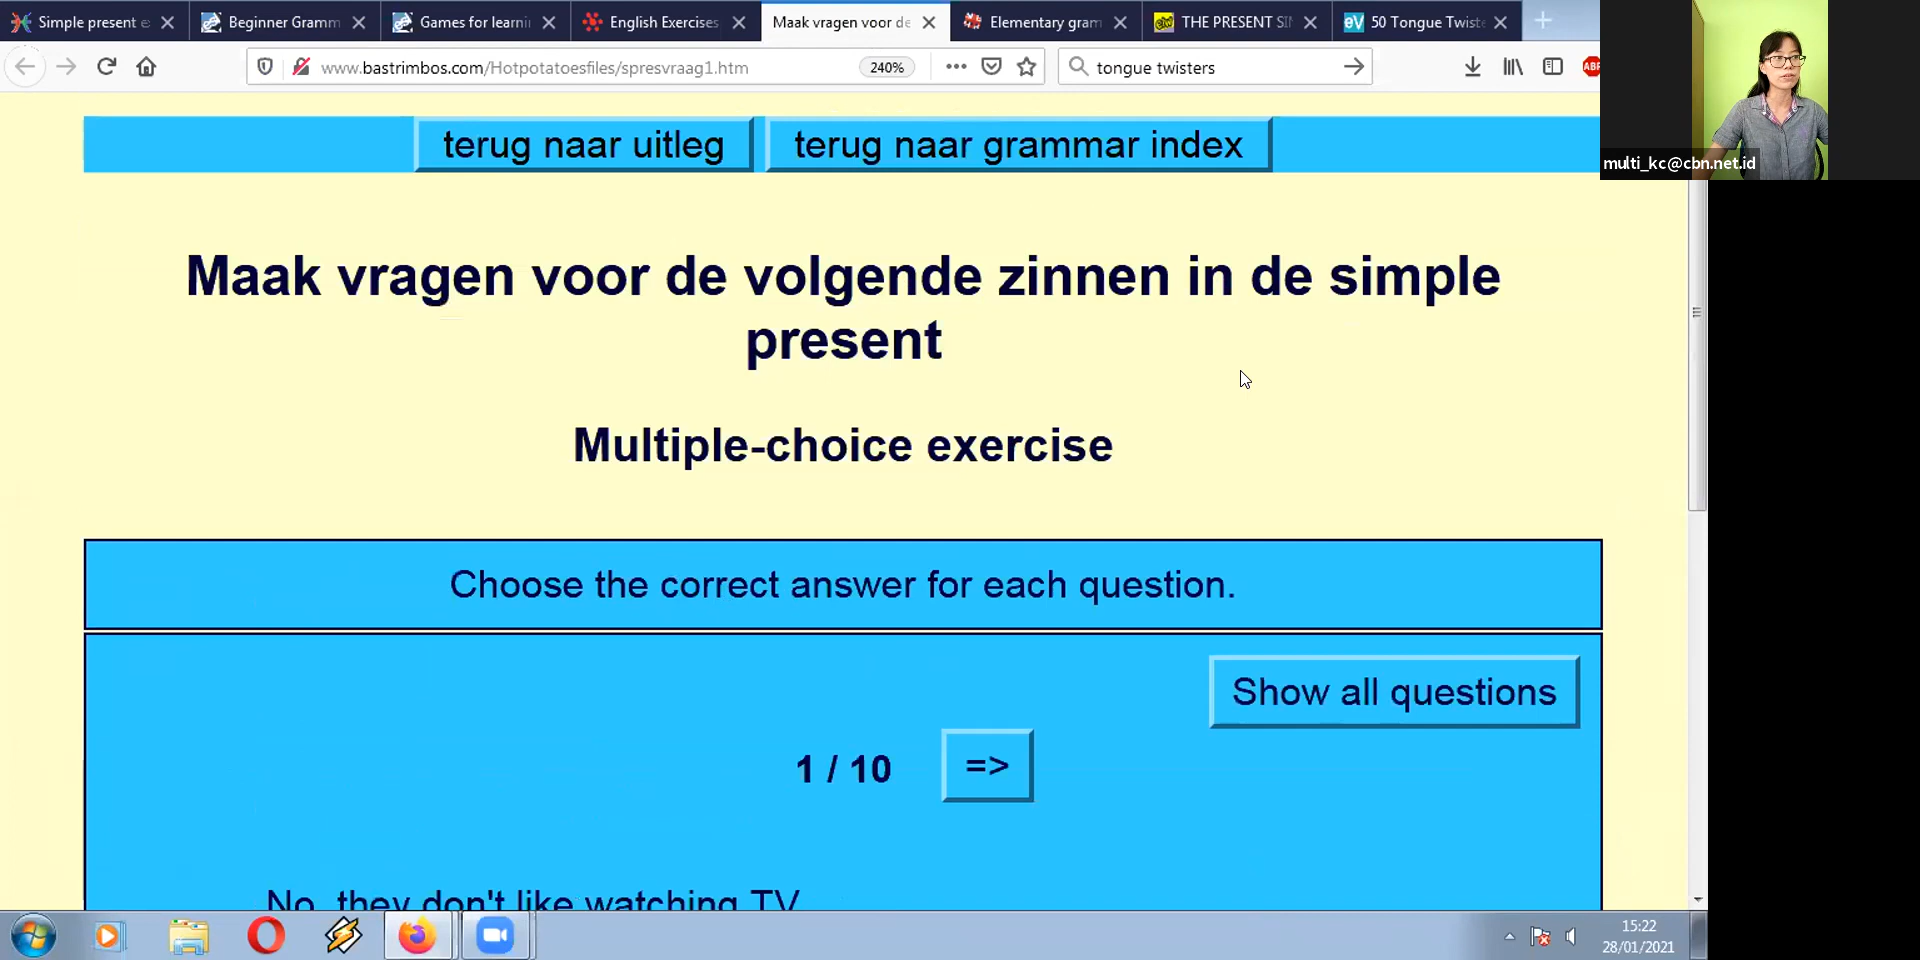 Simple present e
Beginner Gramm
Games for learni
English Exercises
Maak vragen voor de
Elementary gram
THE PRESENT SI
50 Tongue Twiste
www.bastrimbos.com/Hotpotatoesfiles/spresvraag1.htm
240%
tongue twisters
ABP
multi_kc@cbn.net.id
terug naar uitleg
terug naar grammar index
Maak vragen voor de volgende zinnen in de simple
present
Multiple-choice exercise
Choose the correct answer for each question.
Show all questions
1 / 10
=>
No, they don't like watching TV
15:22
28/01/2021